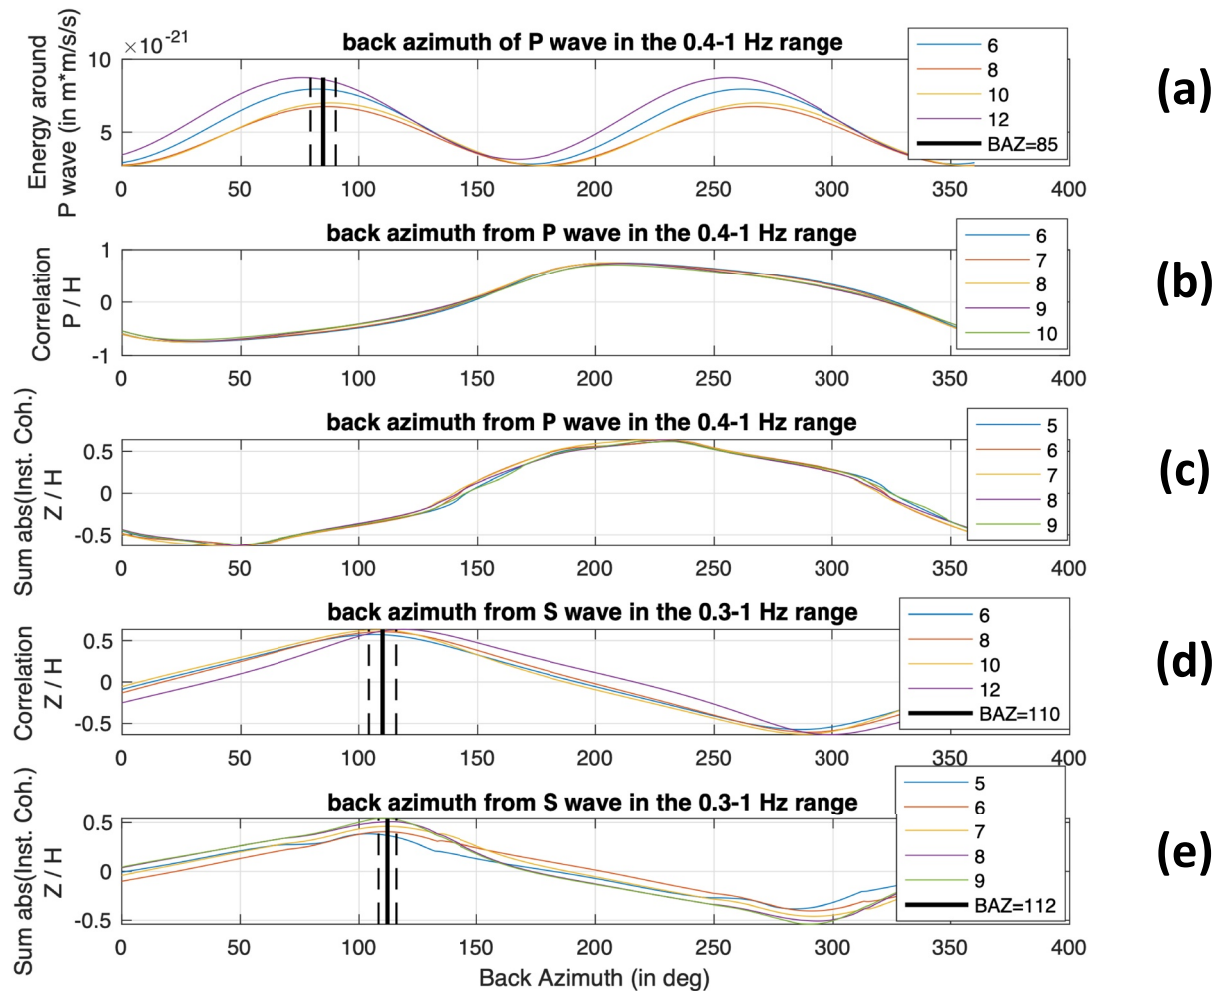 ×10⁻²¹
back azimuth of P wave in the 0.4-1 Hz range
Energy around
P wave (in m*m/s/s)
10
5
0 50 100 150 200 250 300 350 400
6
8
10
12
BAZ=85
(a)
back azimuth from P wave in the 0.4-1 Hz range
Correlation
P / H
1
0
-1
0 50 100 150 200 250 300 350 400
6
7
8
9
10
(b)
back azimuth from P wave in the 0.4-1 Hz range
Sum abs(Inst. Coh.)
Z / H
0.5
0
-0.5
0 50 100 150 200 250 300 350 400
5
6
7
8
9
(c)
back azimuth from S wave in the 0.3-1 Hz range
Correlation
Z / H
0.5
0
-0.5
0 50 100 150 200 250 300 350 400
6
8
10
12
BAZ=110
(d)
back azimuth from S wave in the 0.3-1 Hz range
Sum abs(Inst. Coh.)
Z / H
0.5
0
-0.5
0 50 100 150 200 250 300 350 400
5
6
7
8
9
BAZ=112
(e)
Back Azimuth (in deg)